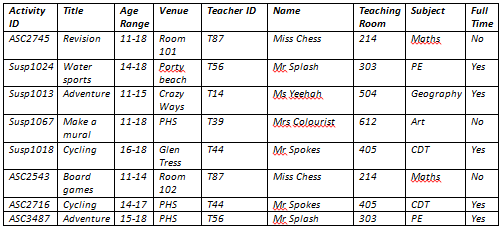 Activity ID Title Age Range Venue Teacher ID Name Teaching Room Subject Full Time
ASC2745 Revision 11-18 Room 101 T87 Miss Chess 214 Maths No
Susp1024 Water sports 14-18 Porty beach T56 Mr Splash 303 PE Yes
Susp1013 Adventure 11-15 Crazy Ways T14 Ms Yeehah 504 Geography Yes
Susp1067 Make a mural 11-18 PHS T39 Mrs Colourist 612 Art No
Susp1018 Cycling 16-18 Glen Tress T44 Mr Spokes 405 CDT Yes
ASC2543 Board games 11-14 Room 102 T87 Miss Chess 214 Maths No
ASC2716 Cycling 14-17 PHS T44 Mr Spokes 405 CDT Yes
ASC3487 Adventure 15-18 PHS T56 Mr Splash 303 PE Yes